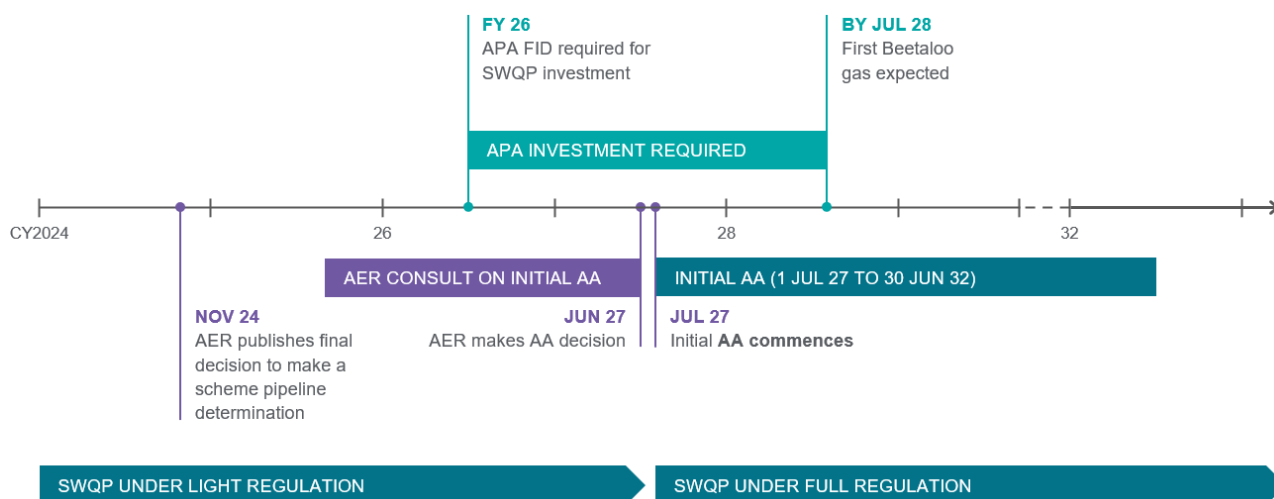 FY 26
APA FID required for
SWQP investment
BY JUL 28
First Beetaloo
gas expected
APA INVESTMENT REQUIRED
CY2024
26
28
32
AER CONSULT ON INITIAL AA
INITIAL AA (1 JUL 27 TO 30 JUN 32)
NOV 24
AER publishes final
decision to make a
scheme pipeline
determination
JUN 27
AER makes AA decision
JUL 27
Initial AA commences
SWQP UNDER LIGHT REGULATION
SWQP UNDER FULL REGULATION